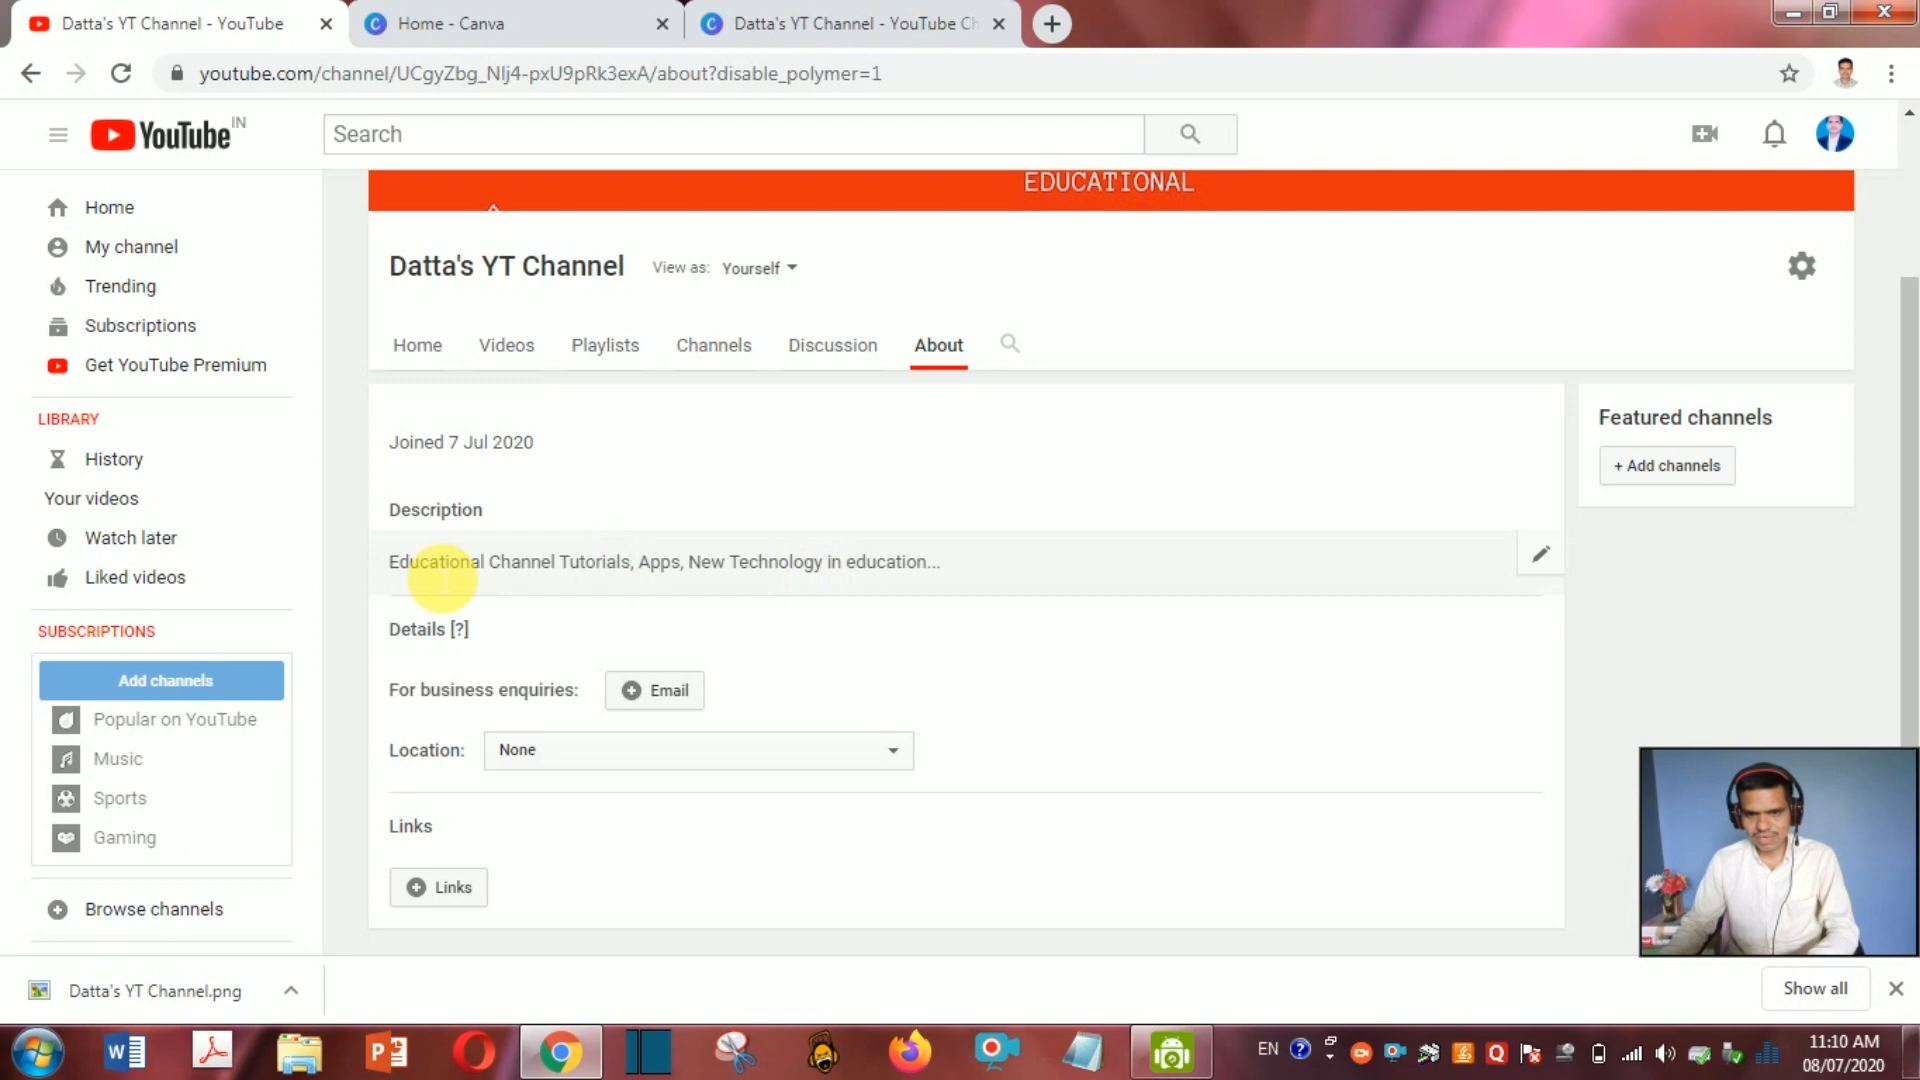 Datta's YT Channel - YouTube
Home - Canva
Datta's YT Channel - YouTube Ch
youtube.com/channel/UCgyZbg_NIj4-pxU9pRk3exA/about?disable_polymer=1
YouTube IN
Search
EDUCATIONAL
Home
My channel
Trending
Subscriptions
Get YouTube Premium
LIBRARY
History
Your videos
Watch later
Liked videos
SUBSCRIPTIONS
Add channels
Popular on YouTube
Music
Sports
Gaming
Browse channels
Datta's YT Channel View as: Yourself
Home Videos Playlists Channels Discussion About
Joined 7 Jul 2020
Description
Educational Channel Tutorials, Apps, New Technology in education...
Details [?]
For business enquiries: Email
Location: None
Links
Links
Featured channels
+ Add channels
Datta's YT Channel.png
Show all
EN
11:10 AM
08/07/2020